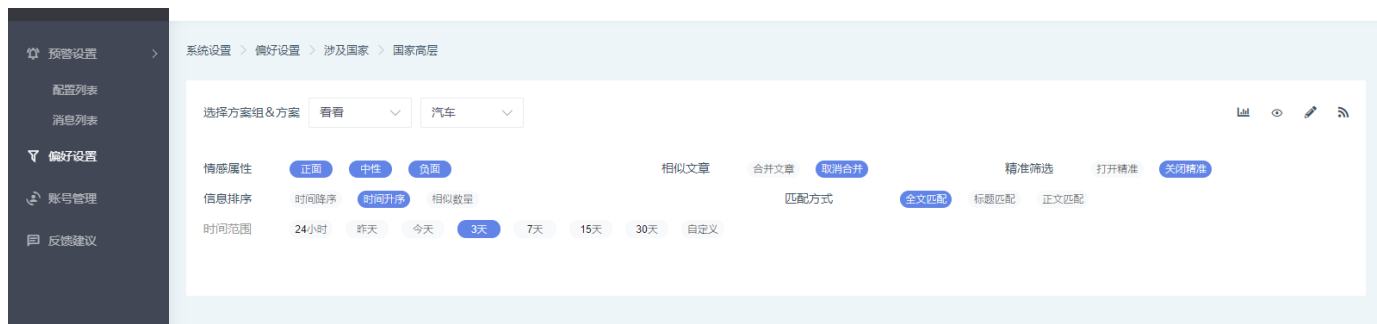 预警设置
配置列表
消息列表
偏好设置
账号管理
反馈建议
系统设置 > 偏好设置 > 涉及国家 > 国家高层
选择方案组&方案 看看 汽车
情感属性 正面 中性 负面 相似文章 合并文章 取消合并 精准筛选 打开精准 关闭精准
信息排序 时间降序 时间升序 相似数量 匹配方式 全文匹配 标题匹配 正文匹配
时间范围 24小时 昨天 今天 3天 7天 15天 30天 自定义